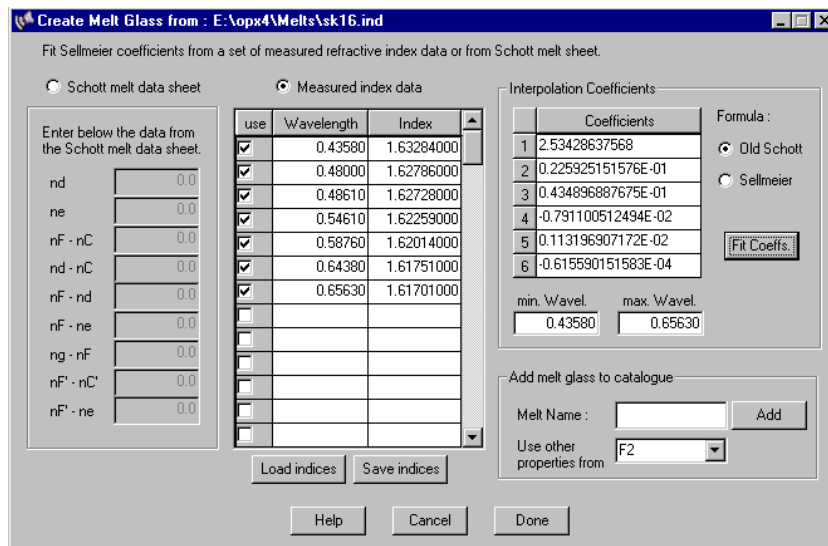 Create Melt Glass from : E:\opx4\Melts\sk16.ind
Fit Sellmeier coefficients from a set of measured refractive index data or from Schott melt sheet.
Schott melt data sheet
Measured index data
Enter below the data from
the Schott melt data sheet.
nd 0.0
ne 0.0
nF - nC 0.0
nd - nC 0.0
nF - nd 0.0
nF - ne 0.0
ng - nF 0.0
nF' - nC' 0.0
nF' - ne 0.0
use Wavelength Index
0.43580 1.63284000
0.48000 1.62786000
0.48610 1.62728000
0.54610 1.62259000
0.58760 1.62014000
0.64380 1.61751000
0.65630 1.61701000
Load indices Save indices
Interpolation Coefficients
Coefficients
1 2.53428637568
2 0.225925151576E-01
3 0.434896887675E-01
4 -0.791100512494E-02
5 0.113196907172E-02
6 -0.615590151583E-04
Formula :
Old Schott
Sellmeier
Fit Coeffs.
min. Wavel. max. Wavel.
0.43580 0.65630
Add melt glass to catalogue
Melt Name : Add
Use other
properties from F2
Help Cancel Done